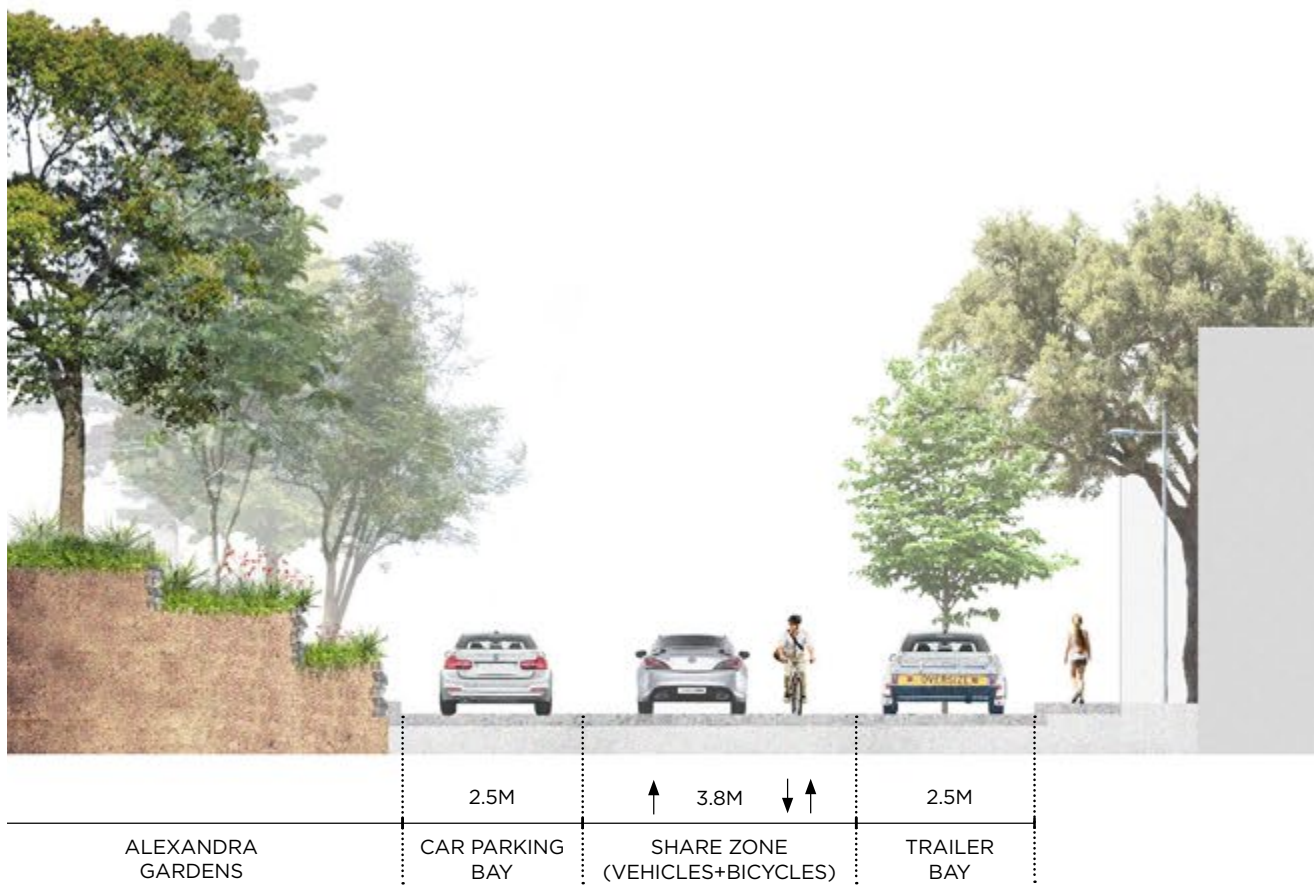 OVERSIZE
2.5M
3.8M
2.5M
ALEXANDRA
GARDENS
CAR PARKING
BAY
SHARE ZONE
(VEHICLES+BICYCLES)
TRAILER
BAY